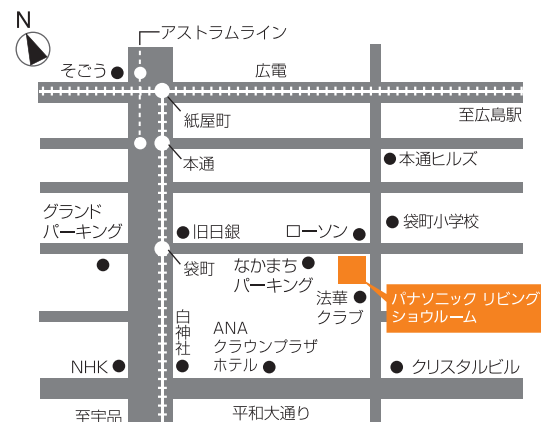 N
アストラムライン
そごう
広電
紙屋町
至広島駅
本通
本通ヒルズ
グランド
パーキング
旧日銀
ローソン
袋町小学校
袋町
なかまち
パーキング
法華
クラブ
パナソニック リビング
ショウルーム
白神社
ANA
クラウンプラザ
ホテル
NHK
クリスタルビル
至宇品
平和大通り